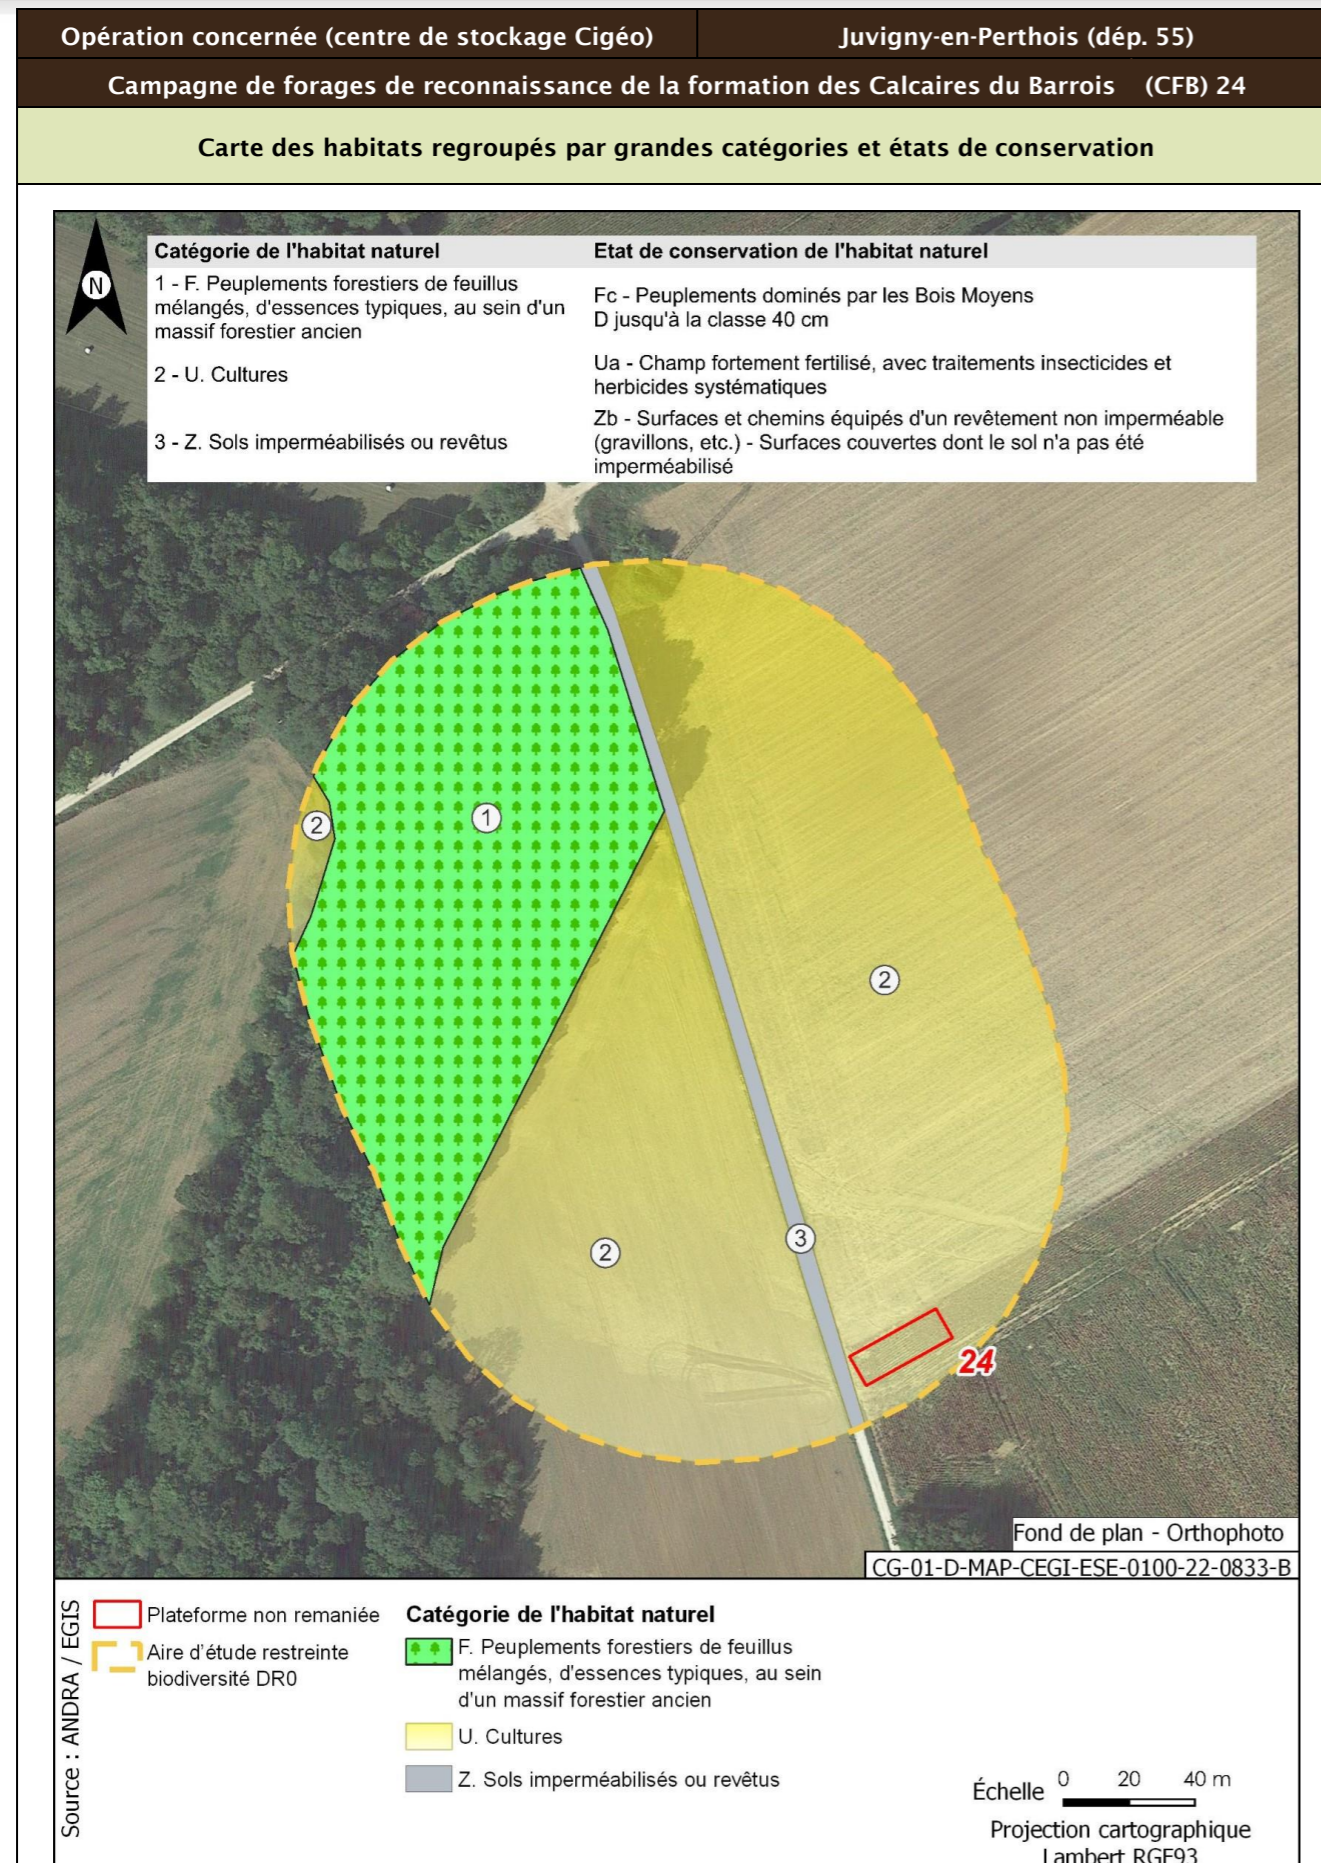 Opération concernée (centre de stockage Cigéo)
Juvigny-en-Perthois (dép. 55)
Campagne de forages de reconnaissance de la formation des Calcaires du Barrois (CFB) 24
Carte des habitats regroupés par grandes catégories et états de conservation
N
Catégorie de l'habitat naturel
Etat de conservation de l'habitat naturel
1 - F. Peuplements forestiers de feuillus
mélangés, d'essences typiques, au sein d'un
massif forestier ancien
Fc - Peuplements dominés par les Bois Moyens
D jusqu'à la classe 40 cm
2 - U. Cultures
Ua - Champ fortement fertilisé, avec traitements insecticides et
herbicides systématiques
3 - Z. Sols imperméabilisés ou revêtus
Zb - Surfaces et chemins équipés d'un revêtement non imperméable
(gravillons, etc.) - Surfaces couvertes dont le sol n'a pas été
imperméabilisé
2
1
2
2
3
24
Fond de plan - Orthophoto
CG-01-D-MAP-CEGI-ESE-0100-22-0833-B
Source : ANDRA / EGIS
Plateforme non remaniée
Aire d'étude restreinte
biodiversité DR0
Catégorie de l'habitat naturel
F. Peuplements forestiers de feuillus
mélangés, d'essences typiques, au sein
d'un massif forestier ancien
U. Cultures
Z. Sols imperméabilisés ou revêtus
Échelle 0 20 40 m
Projection cartographique
Lambert RGF93